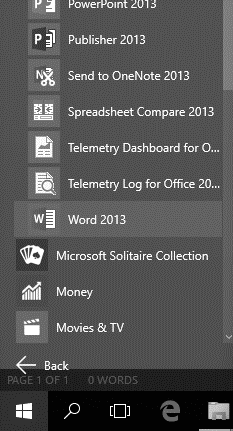 PowerPoint 2013
Publisher 2013
Send to OneNote 2013
Spreadsheet Compare 2013
Telemetry Dashboard for O...
Telemetry Log for Office 20...
Word 2013
Microsoft Solitaire Collection
Money
Movies & TV
Back
PAGE 1 OF 1 0 WORDS